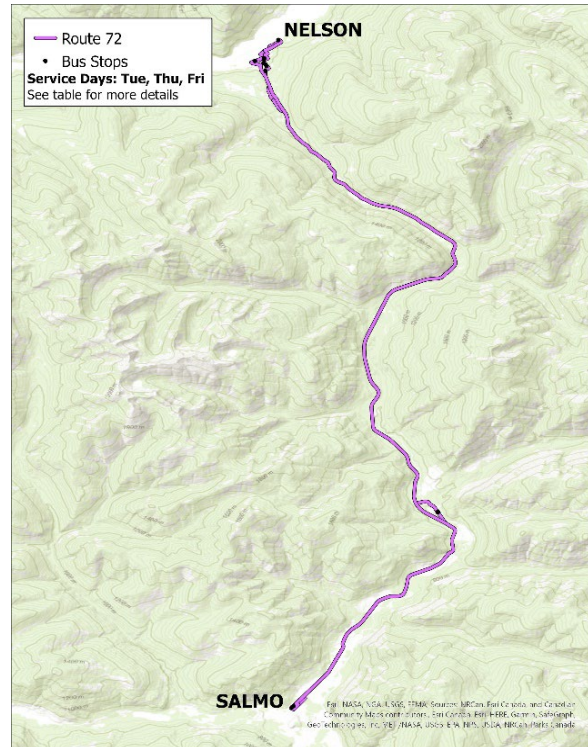 NELSON
Route 72
Bus Stops
Service Days: Tue, Thu, Fri
See table for more details
SALMO
Esri, NASA, NGA, USGS, FEMA; Sources: NRCan, Esri Canada, and Canadian
Community Maps contributors., Esri Canada, Esri, HERE, Garmin, SafeGraph,
GeoTechnologies, Inc, METI/NASA, USGS, EPA, NPS, USDA, NRCan, Parks Canada